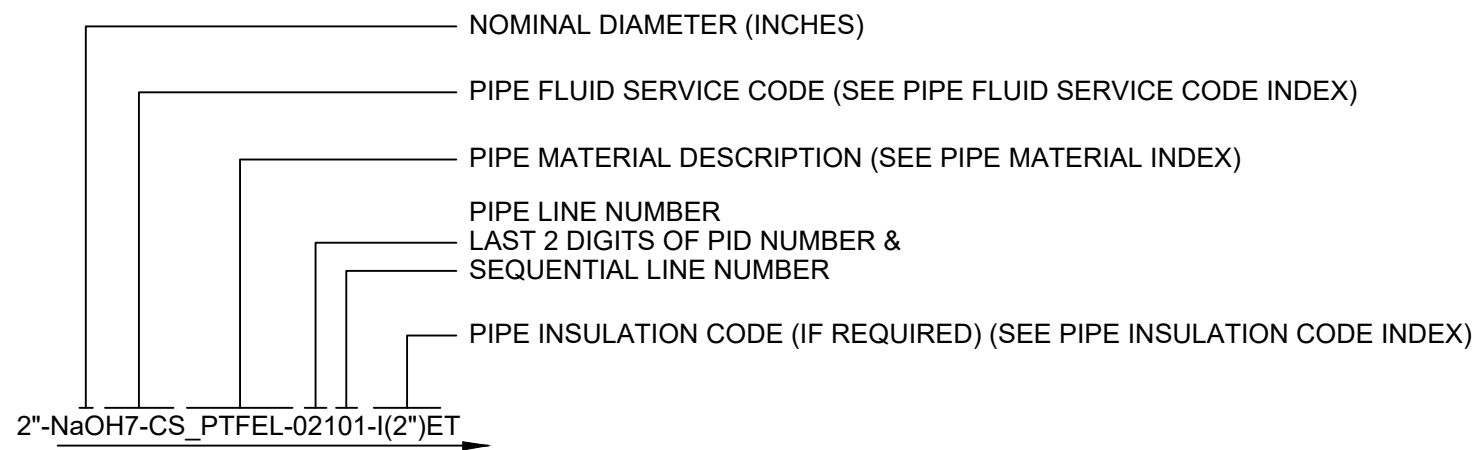 NOMINAL DIAMETER (INCHES)
PIPE FLUID SERVICE CODE (SEE PIPE FLUID SERVICE CODE INDEX)
PIPE MATERIAL DESCRIPTION (SEE PIPE MATERIAL INDEX)
PIPE LINE NUMBER
LAST 2 DIGITS OF PID NUMBER &
SEQUENTIAL LINE NUMBER
PIPE INSULATION CODE (IF REQUIRED) (SEE PIPE INSULATION CODE INDEX)
2"-NaOH7-CS_PTFEL-02101-I(2")ET